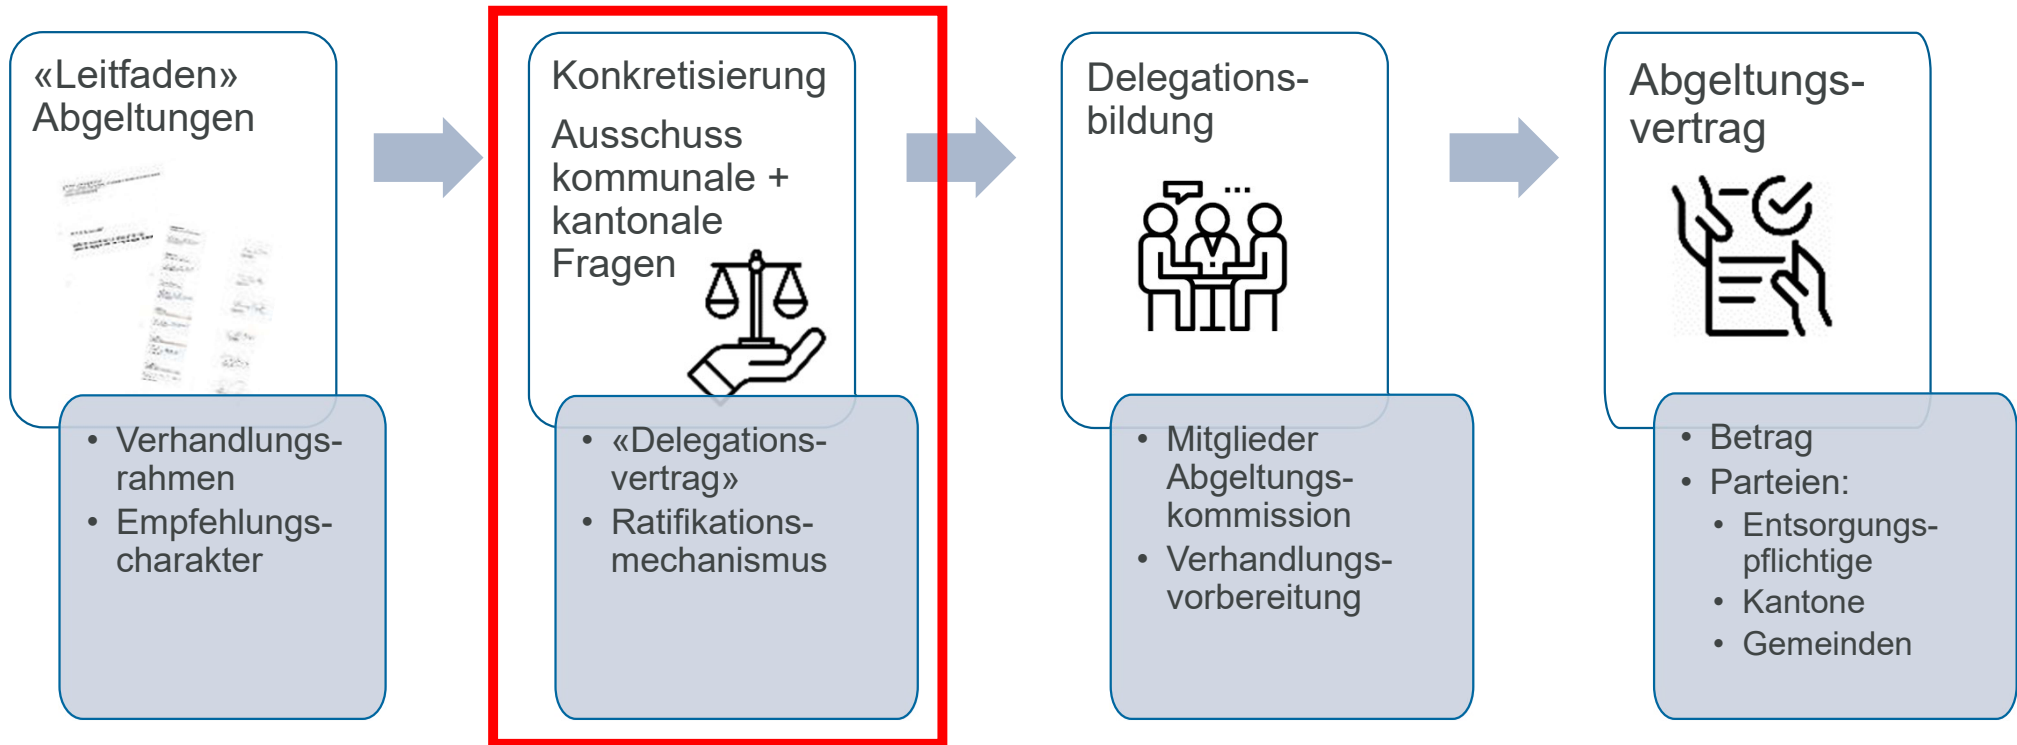 «Leitfaden»
Abgeltungen
• Verhandlungs-
rahmen
• Empfehlungs-
charakter
Konkretisierung
Ausschuss
kommunale +
kantonale
Fragen
• «Delegations-
vertrag»
• Ratifikations-
mechanismus
Delegations-
bildung
...
• Mitglieder
Abgeltungs-
kommission
• Verhandlungs-
vorbereitung
Abgeltungs-
vertrag
• Betrag
• Parteien:
• Entsorgungs-
pflichtige
• Kantone
• Gemeinden